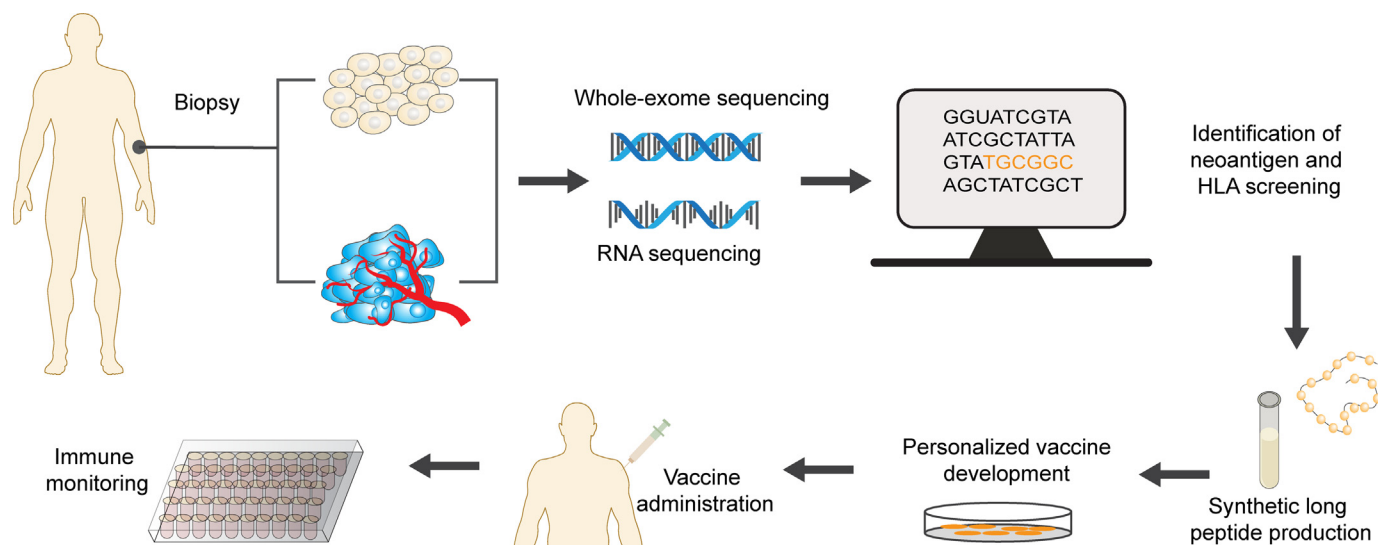 Biopsy
Whole-exome sequencing
RNA sequencing
GGUATCGTA
ATCGCTATTA
GTATGCGGC
AGCTATCGCT
Identification of
neoantigen and
HLA screening
Synthetic long
peptide production
Personalized vaccine
development
Vaccine
administration
Immune
monitoring